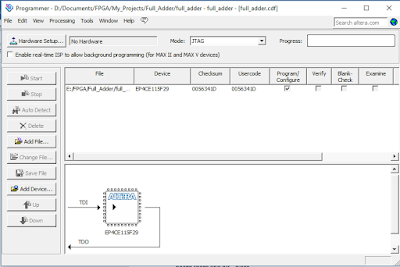 Programmer - D:/Documents/FPGA/My_Projects/Full_Adder/full_adder - full_adder - [full_adder.cdf]
File Edit View Processing Tools Window Help
Search altera.com
Hardware Setup... No Hardware Mode: JTAG Progress:
Enable real-time ISP to allow background programming (for MAX II and MAX V devices)
File Device Checksum Usercode Program/ Configure Verify Blank- Check Examine
E:/FPGA/Full_Adder/full_... EP4CE115F29 0056341D 0056341D
Start
Stop
Auto Detect
Delete
Add File...
Change File...
Save File
Add Device...
Up
Down
TDI
ALTERA
EP4CE115F29
TDO